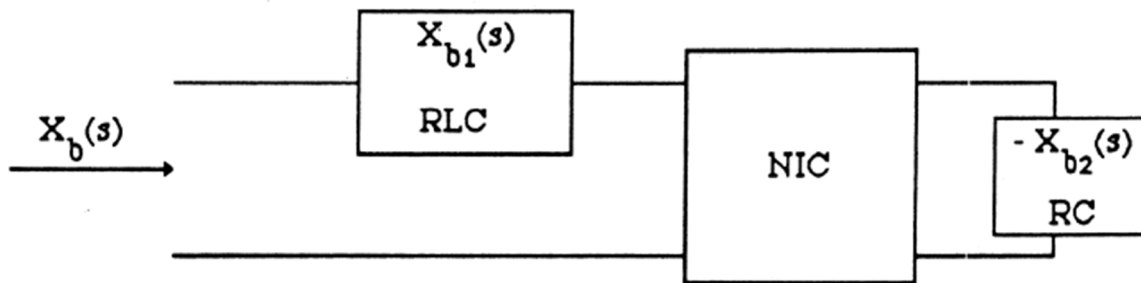 X_b1(s)
RLC
X_b(s)
NIC
- X_b2(s)
RC